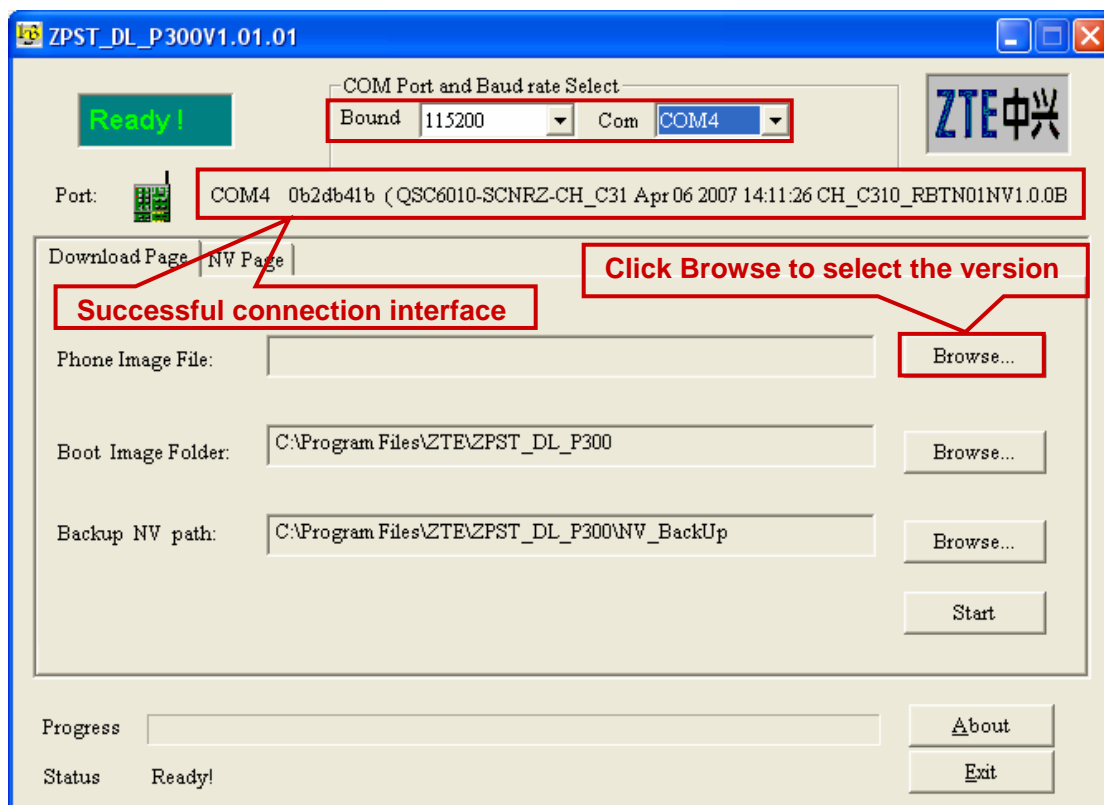 ZPST_DL_P300V1.01.01
COM Port and Baud rate Select
Ready !
Bound 115200 Com COM4
ZTE中兴
Port: COM4 0b2db41b ( QSC6010-SCNRZ-CH_C31 Apr 06 2007 14:11:26 CH_C310_RBTN01NV1.0.0B
Download Page NV Page
Click Browse to select the version
Successful connection interface
Phone Image File: Browse...
Boot Image Folder: C:\Program Files\ZTE\ZPST_DL_P300 Browse...
Backup NV path: C:\Program Files\ZTE\ZPST_DL_P300\NV_BackUp Browse...
Start
Progress About
Status Ready! Exit